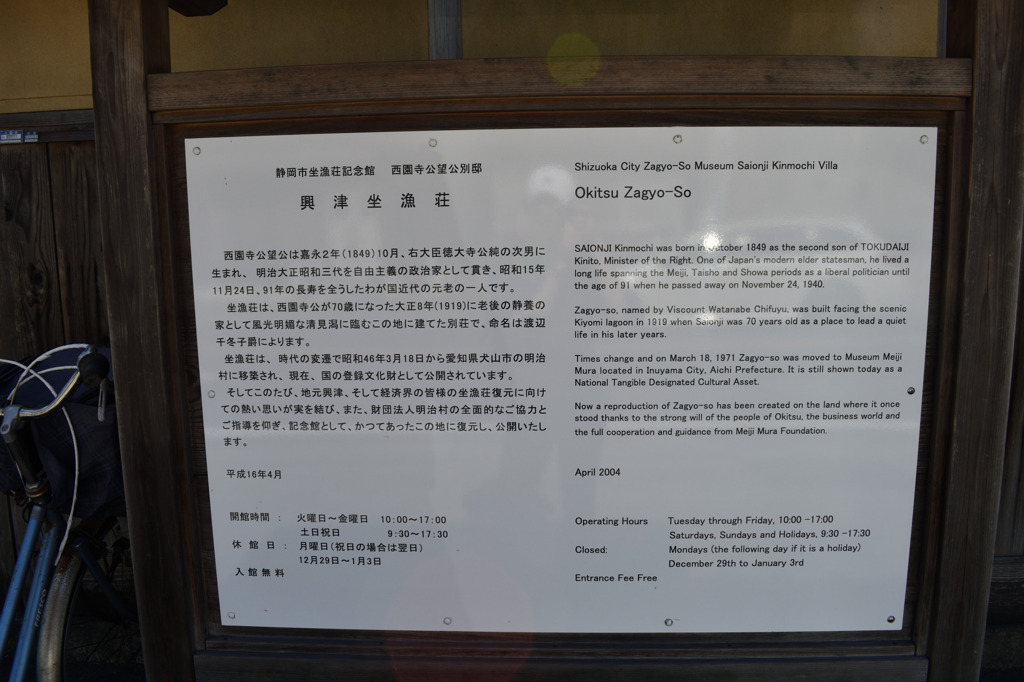 静岡市坐漁荘記念館　西園寺公望公別邸
興津坐漁荘
西園寺公望公は嘉永2年(1849)10月、右大臣徳大寺公純の次男に
生まれ、明治大正昭和三代を自由主義の政治家として貫き、昭和15年
11月24日、91年の長寿を全うしたわが国近代の元老の一人です。
坐漁荘は、西園寺公が70歳になった大正8年(1919)に老後の静養の
家として風光明媚な清見潟に臨むこの地に建てた別荘で、命名は渡辺
千冬子爵によります。
坐漁荘は、時代の変遷で昭和46年3月18日から愛知県犬山市の明治
村に移築され、現在、国の登録文化財として公開されています。
そしてこのたび、地元興津、そして経済界の皆様の坐漁荘復元に向け
ての熱い思いが実を結び、また、財団法人明治村の全面的なご協力と
ご指導を仰ぎ、記念館として、かつてあったこの地に復元し、公開いたし
ます。
平成16年4月
開館時間：　火曜日～金曜日　10:00～17:00
土日祝日　9:30～17:30
休館日：　月曜日(祝日の場合は翌日)
12月29日～1月3日
入館無料
Shizuoka City Zagyo-So Museum Saionji Kinmochi Villa
Okitsu Zagyo-So
SAIONJI Kinmochi was born in October 1849 as the second son of TOKUDAIJI
Kinito, Minister of the Right. One of Japan's modern elder statesman, he lived a
long life spanning the Meiji, Taisho and Showa periods as a liberal politician until
the age of 91 when he passed away on November 24, 1940.
Zagyo-so, named by Viscount Watanabe Chifuyu, was built facing the scenic
Kiyomi lagoon in 1919 when Saionji was 70 years old as a place to lead a quiet
life in his later years.
Times change and on March 18, 1971 Zagyo-so was moved to Museum Meiji
Mura located in Inuyama City, Aichi Prefecture. It is still shown today as a
National Tangible Designated Cultural Asset.
Now a reproduction of Zagyo-so has been created on the land where it once
stood thanks to the strong will of the people of Okitsu, the business world and
the full cooperation and guidance from Meiji Mura Foundation.
April 2004
Operating Hours Tuesday through Friday, 10:00 -17:00
Saturdays, Sundays and Holidays, 9:30 -17:30
Closed: Mondays (the following day if it is a holiday)
December 29th to January 3rd
Entrance Fee Free